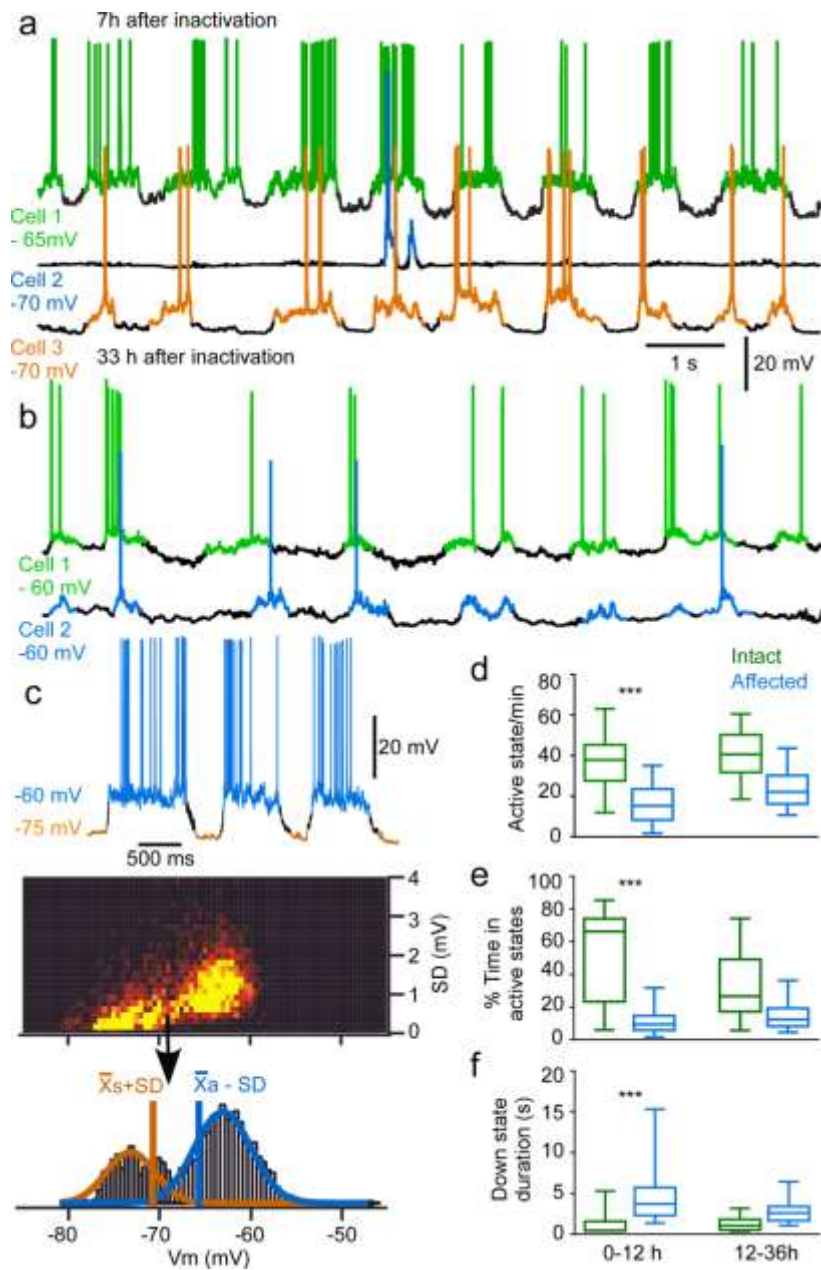 a
7h after inactivation
Cell 1
- 65mV
Cell 2
-70 mV
Cell 3
-70 mV
1 s
20 mV
33 h after inactivation
b
Cell 1
- 60 mV
Cell 2
-60 mV
c
20 mV
-60 mV
-75 mV
500 ms
4
3
2
1
0
SD (mV)
X̅s+SD
X̅a - SD
-80 -70 -60 -50
Vm (mV)
d
Intact
Affected
***
80
60
40
20
0
Active state/min
e
***
100
80
60
40
20
0
% Time in
active states
f
***
20
15
10
5
0
Down state
duration (s)
0-12 h 12-36h